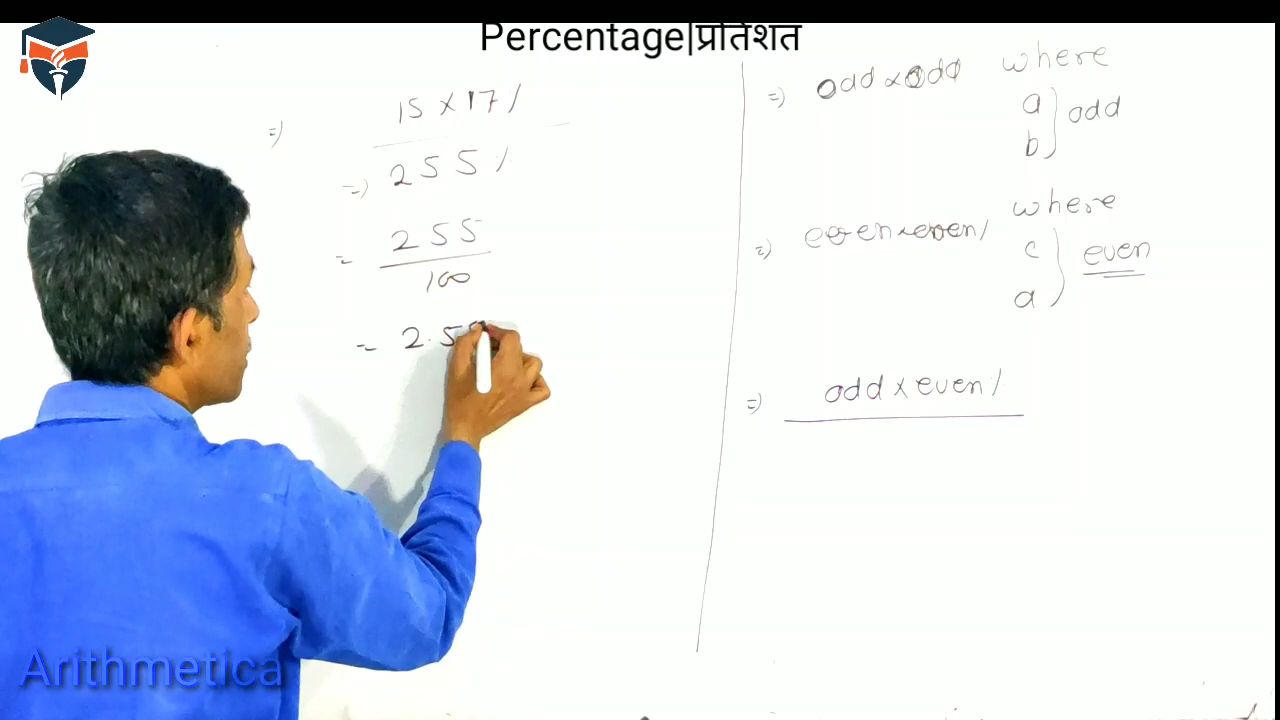 Percentage|प्रतिशत
=) 15 x 17 /
=) 255 /
= 255
100
= 2.5
=) odd x odd where
a
b
odd
=) even x even / where
c
a
even
=) odd x even /
Arithmetica